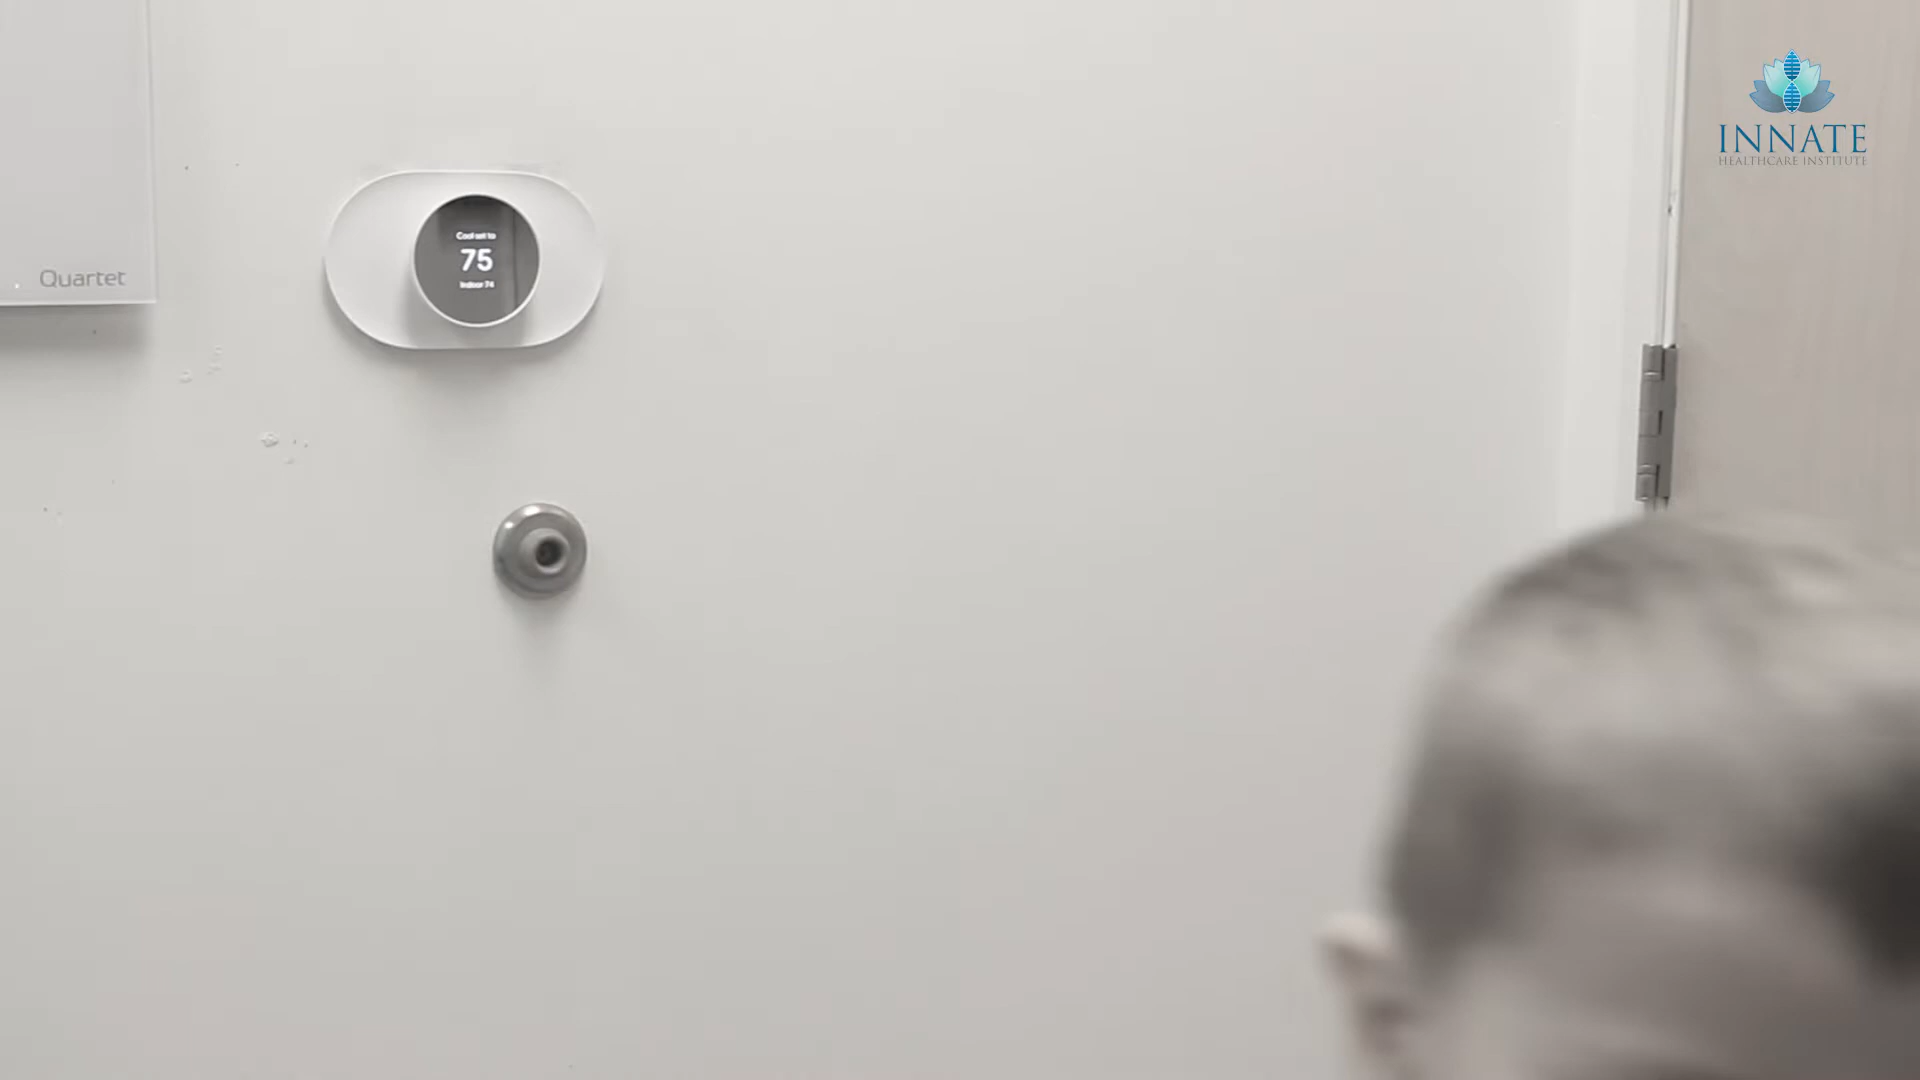 INNATE
HEALTHCARE INSTITUTE
Cool set to
75
Indoor 74
Quartet